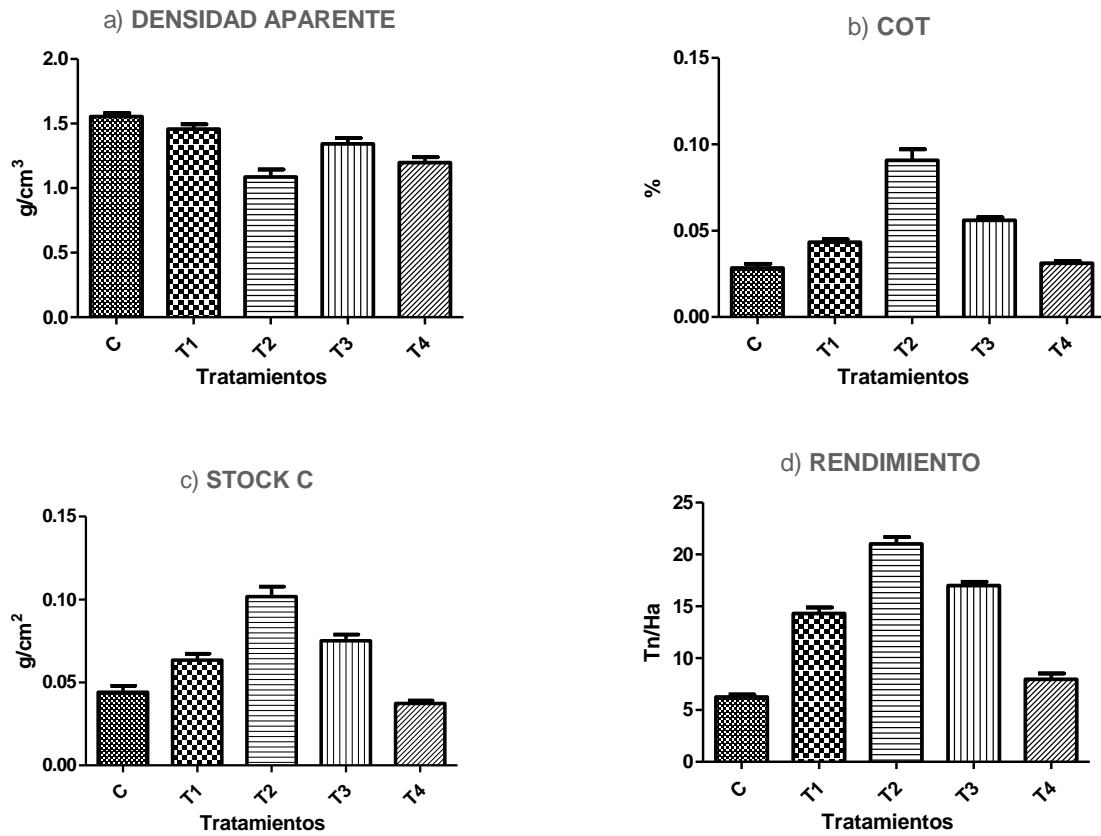 a) DENSIDAD APARENTE
2.0
1.5
1.0
0.5
0.0
g/cm³
C T1 T2 T3 T4
Tratamientos
b) COT
0.15
0.10
0.05
0.00
%
C T1 T2 T3 T4
Tratamientos
c) STOCK C
0.15
0.10
0.05
0.00
g/cm²
C T1 T2 T3 T4
Tratamientos
d) RENDIMIENTO
25
20
15
10
5
0
Tn/Ha
C T1 T2 T3 T4
Tratamientos